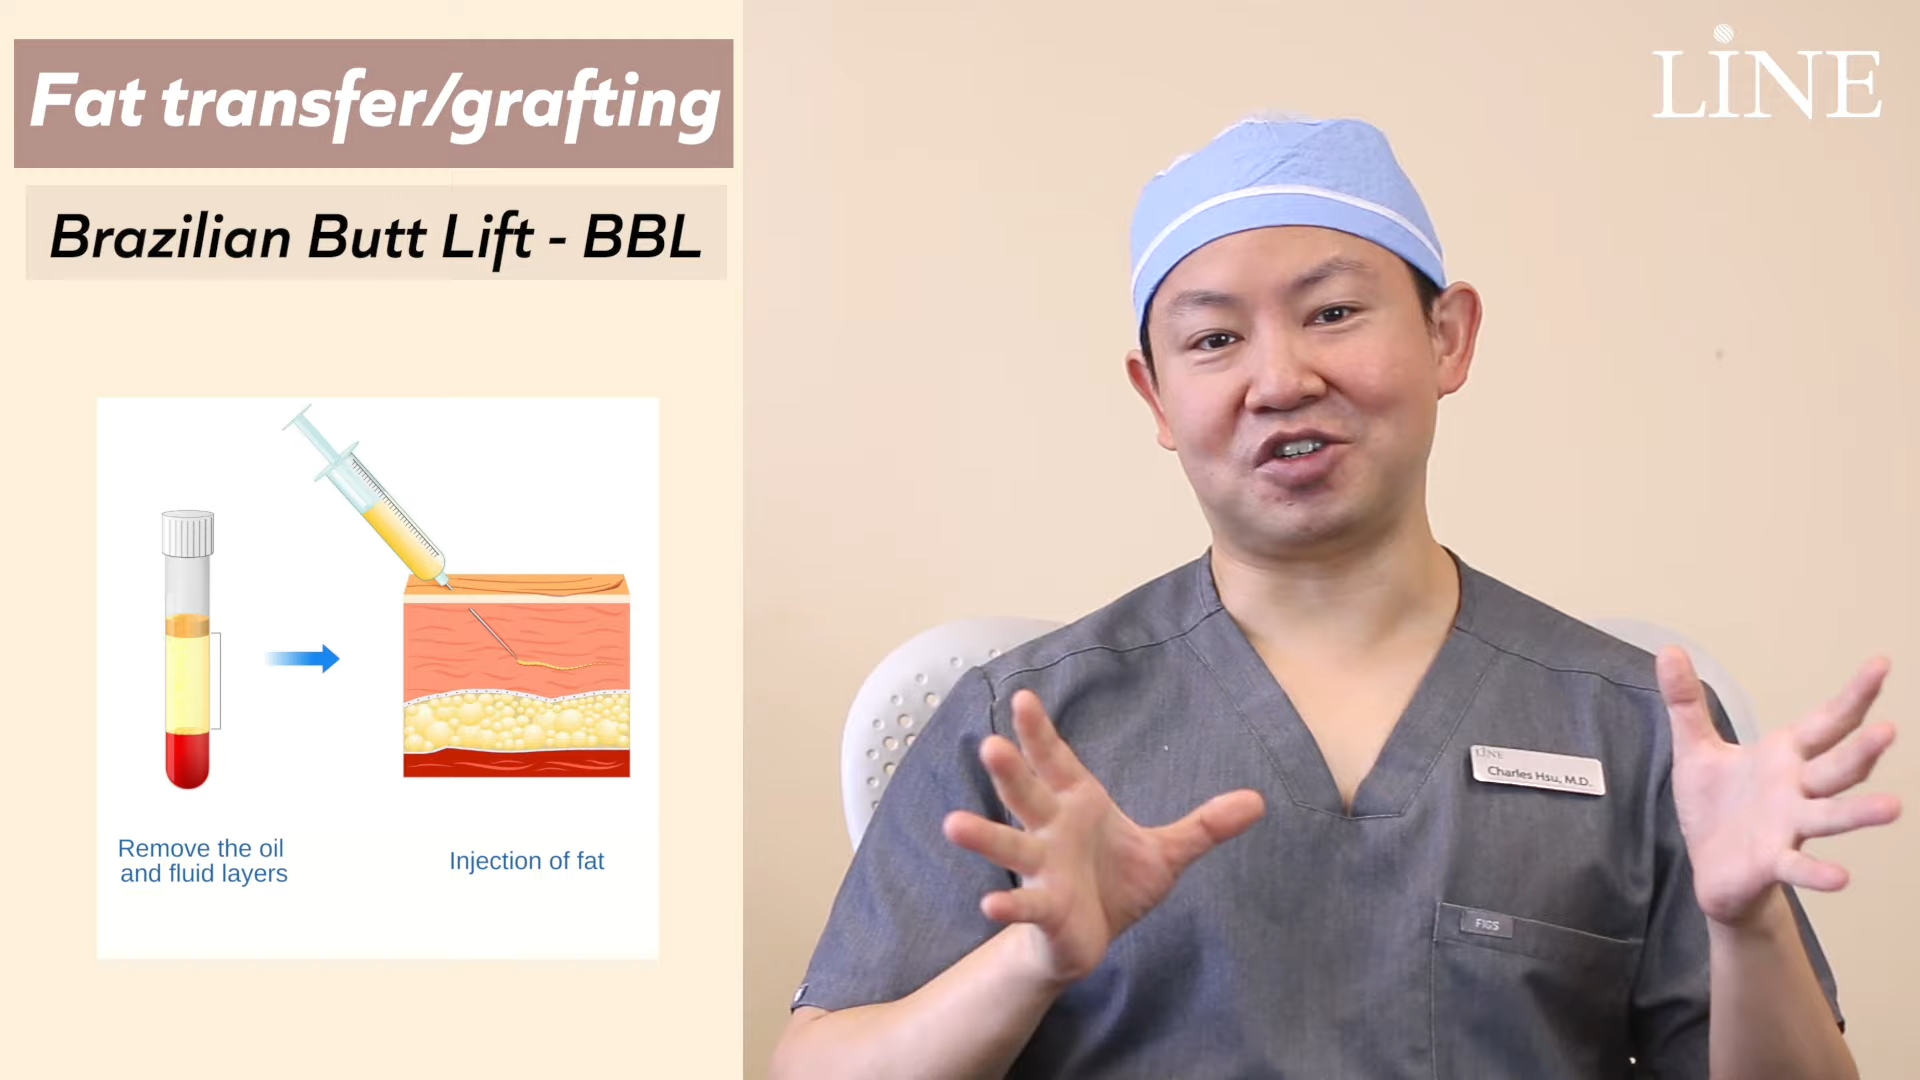 Fat transfer/grafting
Brazilian Butt Lift - BBL
Remove the oil
and fluid layers
Injection of fat
LINE
LINE
Charles Hsu, M.D.
FIGS